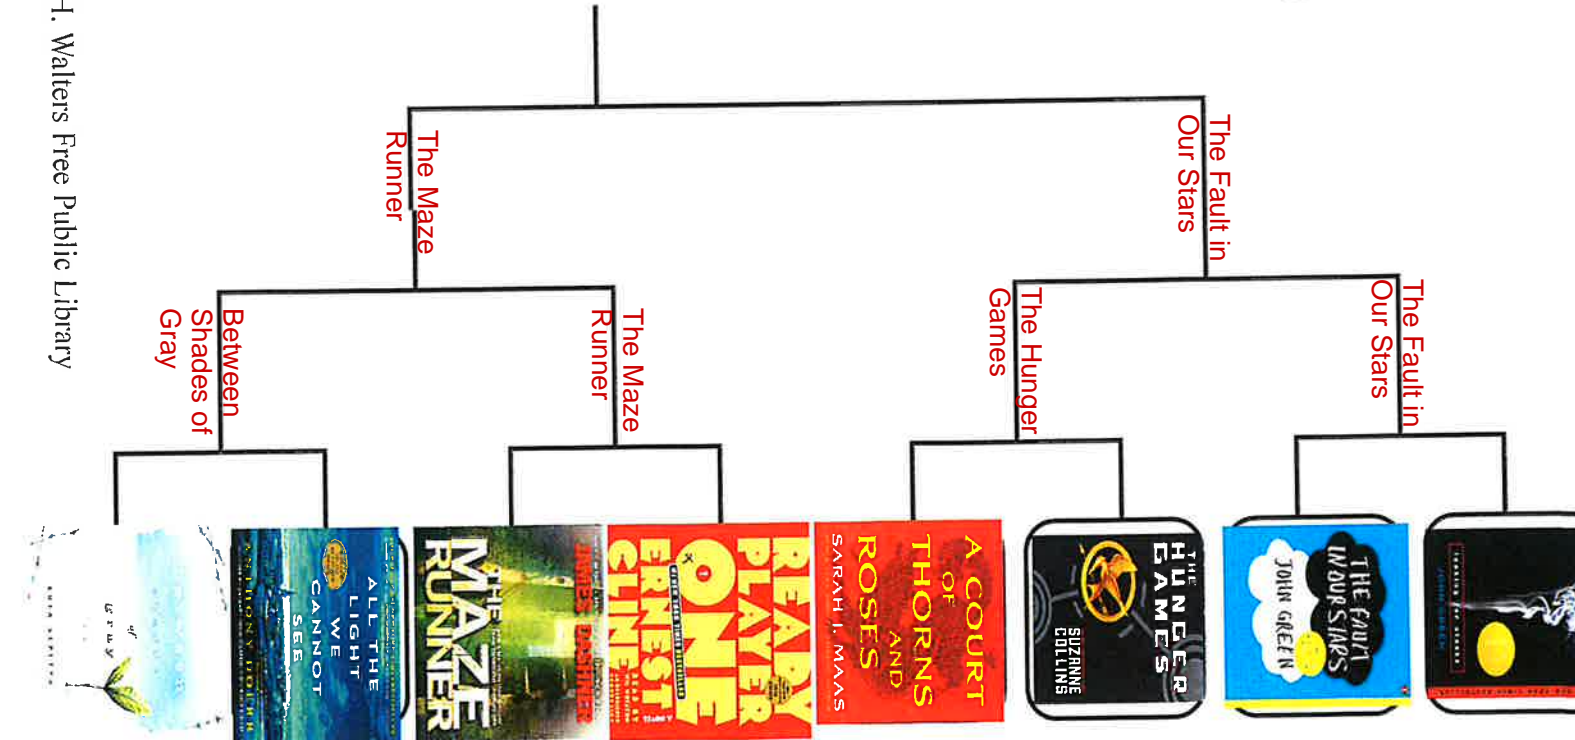 The Fault in
Our Stars
The Maze
Runner
The Fault in
Our Stars
The Hunger
Games
The Maze
Runner
Between
Shades of
Gray
JOHN GREEN
THE FAULT
IN OUR STARS
JOHN GREEN
THE
HUNGER
GAMES
SUZANNE
COLLINS
A COURT
OF
THORNS
AND
ROSES
SARAH J. MAAS
READY
PLAYER
ONE
ERNEST
CLINE
JAMES DASHNER
THE
MAZE
RUNNER
ALL THE
LIGHT
WE
CANNOT
SEE
ANTHONY DOERR
gray
RUTA SEPETYS
H. Walters Free Public Library